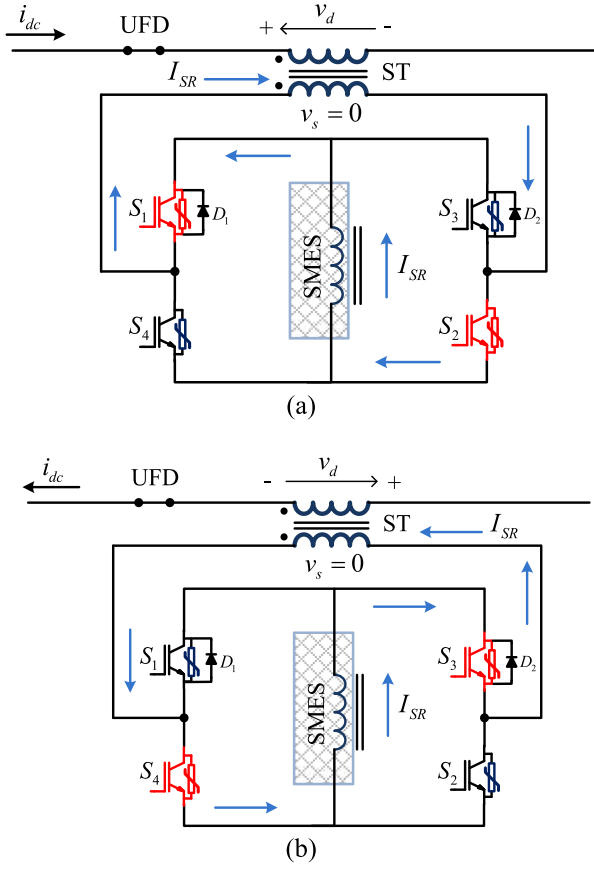 i_dc
UFD
+ v_d -
I_SR
ST
v_s = 0
S_1
D_1
SMES
S_3
D_2
I_SR
S_4
S_2
(a)
i_dc
UFD
- v_d +
ST
I_SR
v_s = 0
S_1
D_1
SMES
S_3
D_2
I_SR
S_4
S_2
(b)